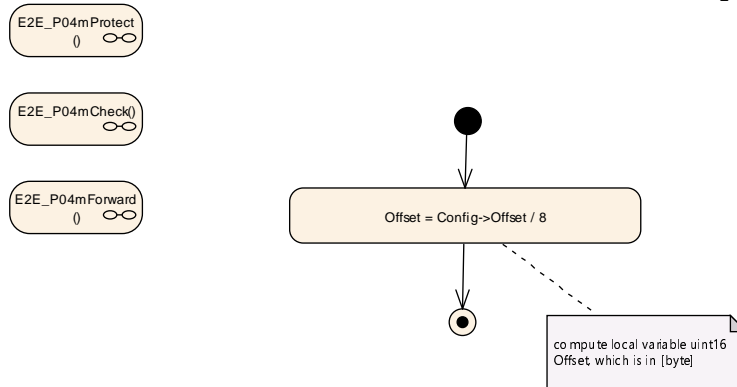 E2E_P04mProtect
()
E2E_P04mCheck()
E2E_P04mForward
()
Offset = Config->Offset / 8
compute local variable uint16
Offset, which is in [byte]